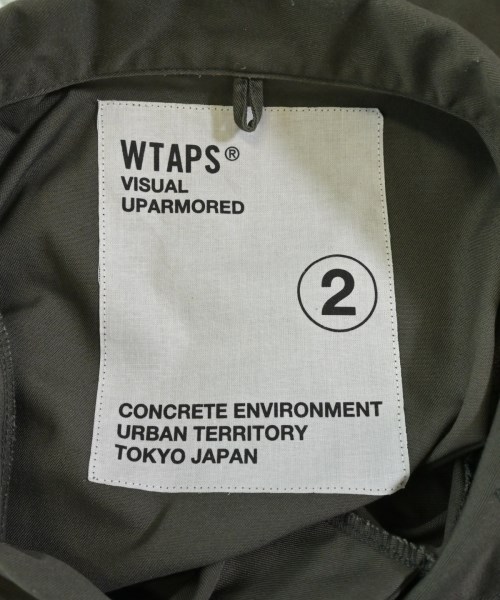 WTAPS®
VISUAL
UPARMORED
2
CONCRETE ENVIRONMENT
URBAN TERRITORY
TOKYO JAPAN